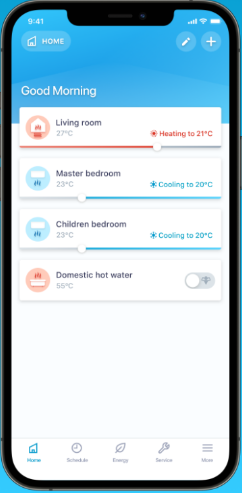 9:41
HOME
Good Morning
Living room
27°C
Heating to 21°C
Master bedroom
23°C
Cooling to 20°C
Children bedroom
23°C
Cooling to 20°C
Domestic hot water
55°C
Home
Schedule
Energy
Service
More